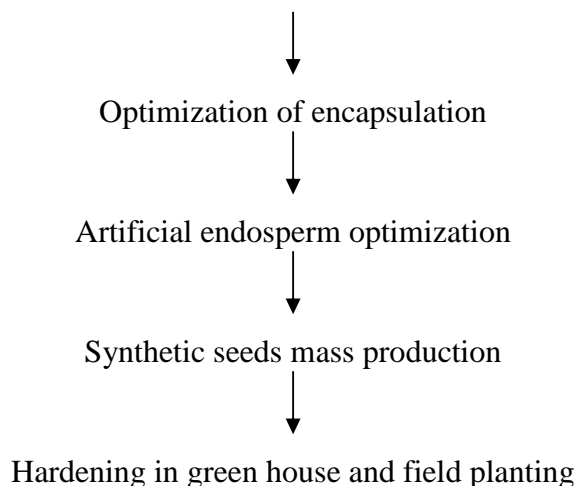 Optimization of encapsulation
Artificial endosperm optimization
Synthetic seeds mass production
Hardening in green house and field planting